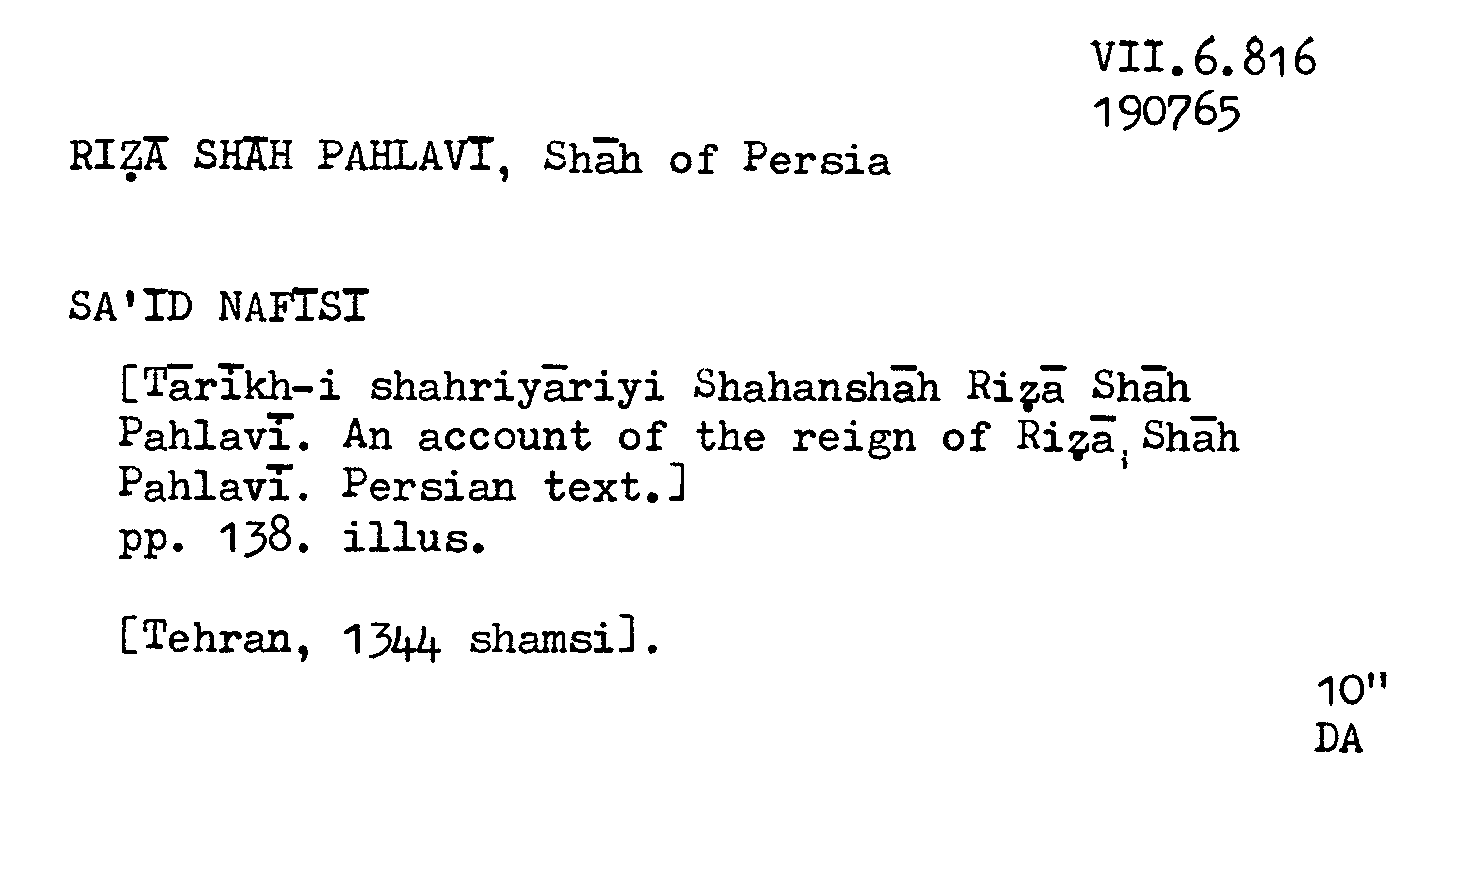 VII.6.816
190765
RIẒĀ SHĀH PAHLAVĪ, Shāh of Persia
SA'ĪD NAFĪSĪ
[Tārīkh-i shahriyāriyi Shahanshāh Riẓā Shāh
Pahlavī. An account of the reign of Riẓā Shāh
Pahlavī. Persian text.]
pp. 138. illus.
[Tehran, 1344 shamsi].
10"
DA